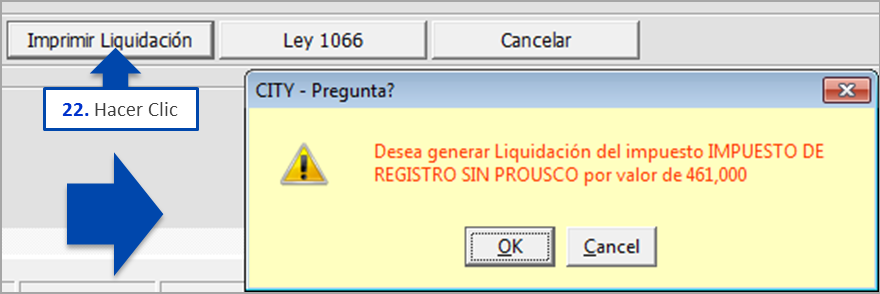 Imprimir Liquidación
Ley 1066
Cancelar
22. Hacer Clic
CITY - Pregunta?
Desea generar Liquidación del impuesto IMPUESTO DE
REGISTRO SIN PROUSCO por valor de 461,000
OK
Cancel